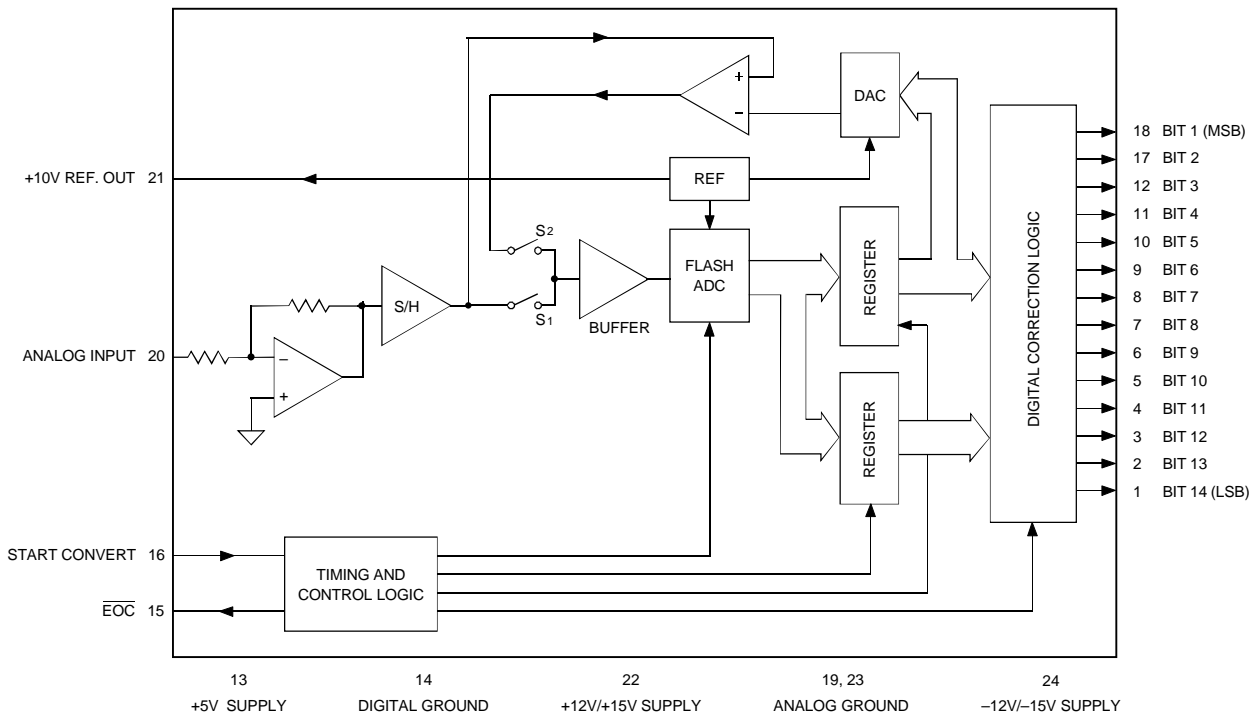 +
–
DAC
18 BIT 1 (MSB)
17 BIT 2
12 BIT 3
11 BIT 4
10 BIT 5
9 BIT 6
8 BIT 7
7 BIT 8
6 BIT 9
5 BIT 10
4 BIT 11
3 BIT 12
2 BIT 13
1 BIT 14 (LSB)
+10V REF. OUT 21
REF
S2
S1
BUFFER
FLASH
ADC
REGISTER
REGISTER
DIGITAL CORRECTION LOGIC
S/H
ANALOG INPUT 20
–
+
START CONVERT 16
EOC 15
TIMING AND
CONTROL LOGIC
13
+5V SUPPLY
14
DIGITAL GROUND
22
+12V/+15V SUPPLY
19, 23
ANALOG GROUND
24
–12V/–15V SUPPLY